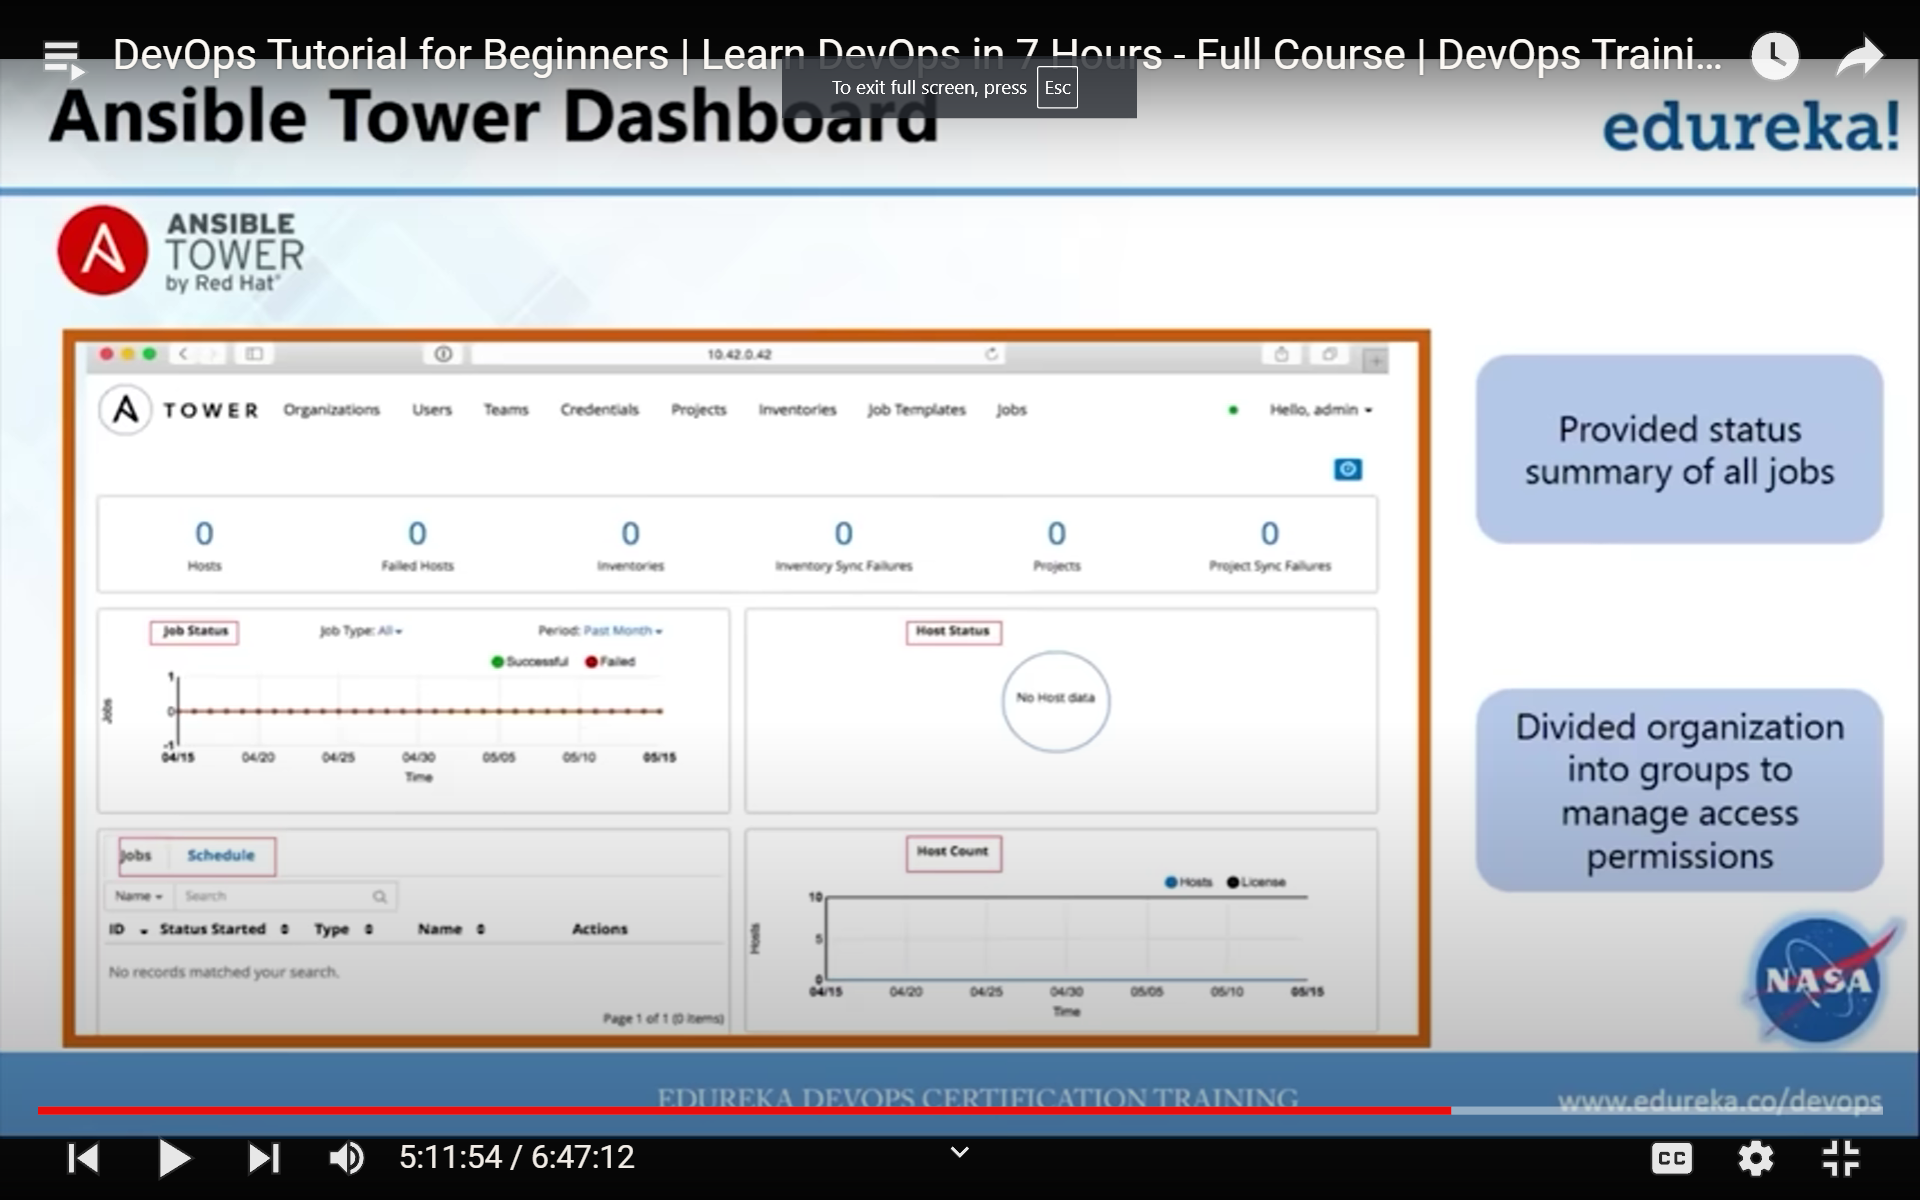 DevOps Tutorial for Beginners | Learn DevOps in 7 Hours - Full Course | DevOps Traini...
To exit full screen, press Esc
Ansible Tower Dashboard
edureka!
ANSIBLE
TOWER
by Red Hat®
10.42.0.42
A TOWER Organizations Users Teams Credentials Projects Inventories Job Templates Jobs Hello, admin
0 0 0 0 0 0
Hosts Failed Hosts Inventories Inventory Sync Failures Projects Project Sync Failures
Job Status Job Type: All Period: Past Month
Successful Failed
1
0
-1
Jobs
04/15 04/20 04/25 04/30 05/05 05/10 05/15
Time
Host Status
No Host data
Jobs Schedule
Name Search
ID Status Started Type Name Actions
No records matched your search.
Page 1 of 1 (0 items)
Host Count
Hosts License
10
5
0
Hosts
04/15 04/20 04/25 04/30 05/05 05/10 05/15
Time
Provided status
summary of all jobs
Divided organization
into groups to
manage access
permissions
NASA
EDUREKA DEVOPS CERTIFICATION TRAINING
www.edureka.co/devops
5:11:54 / 6:47:12
CC